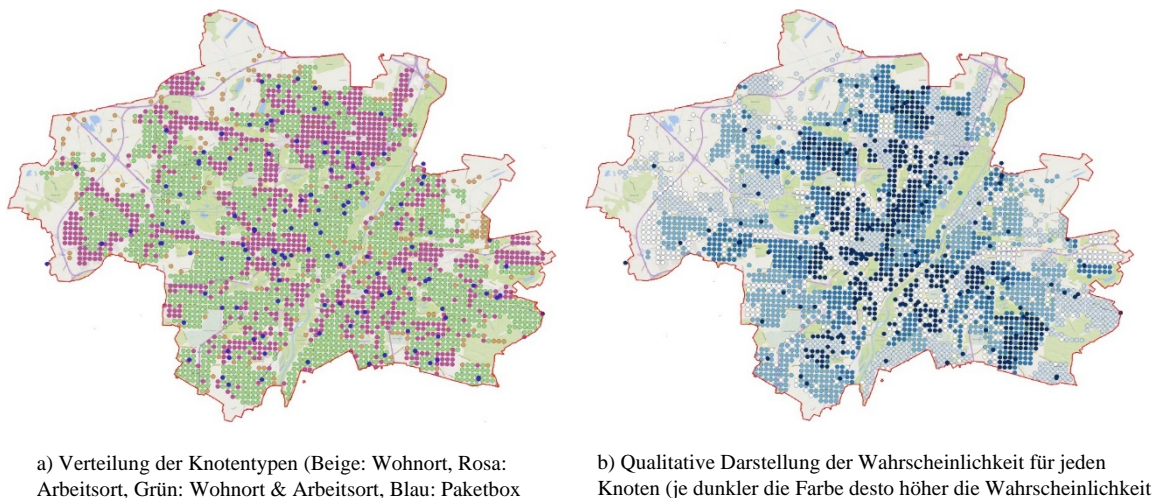 a) Verteilung der Knotentypen (Beige: Wohnort, Rosa:
Arbeitsort, Grün: Wohnort & Arbeitsort, Blau: Paketbox
b) Qualitative Darstellung der Wahrscheinlichkeit für jeden
Knoten (je dunkler die Farbe desto höher die Wahrscheinlichkeit